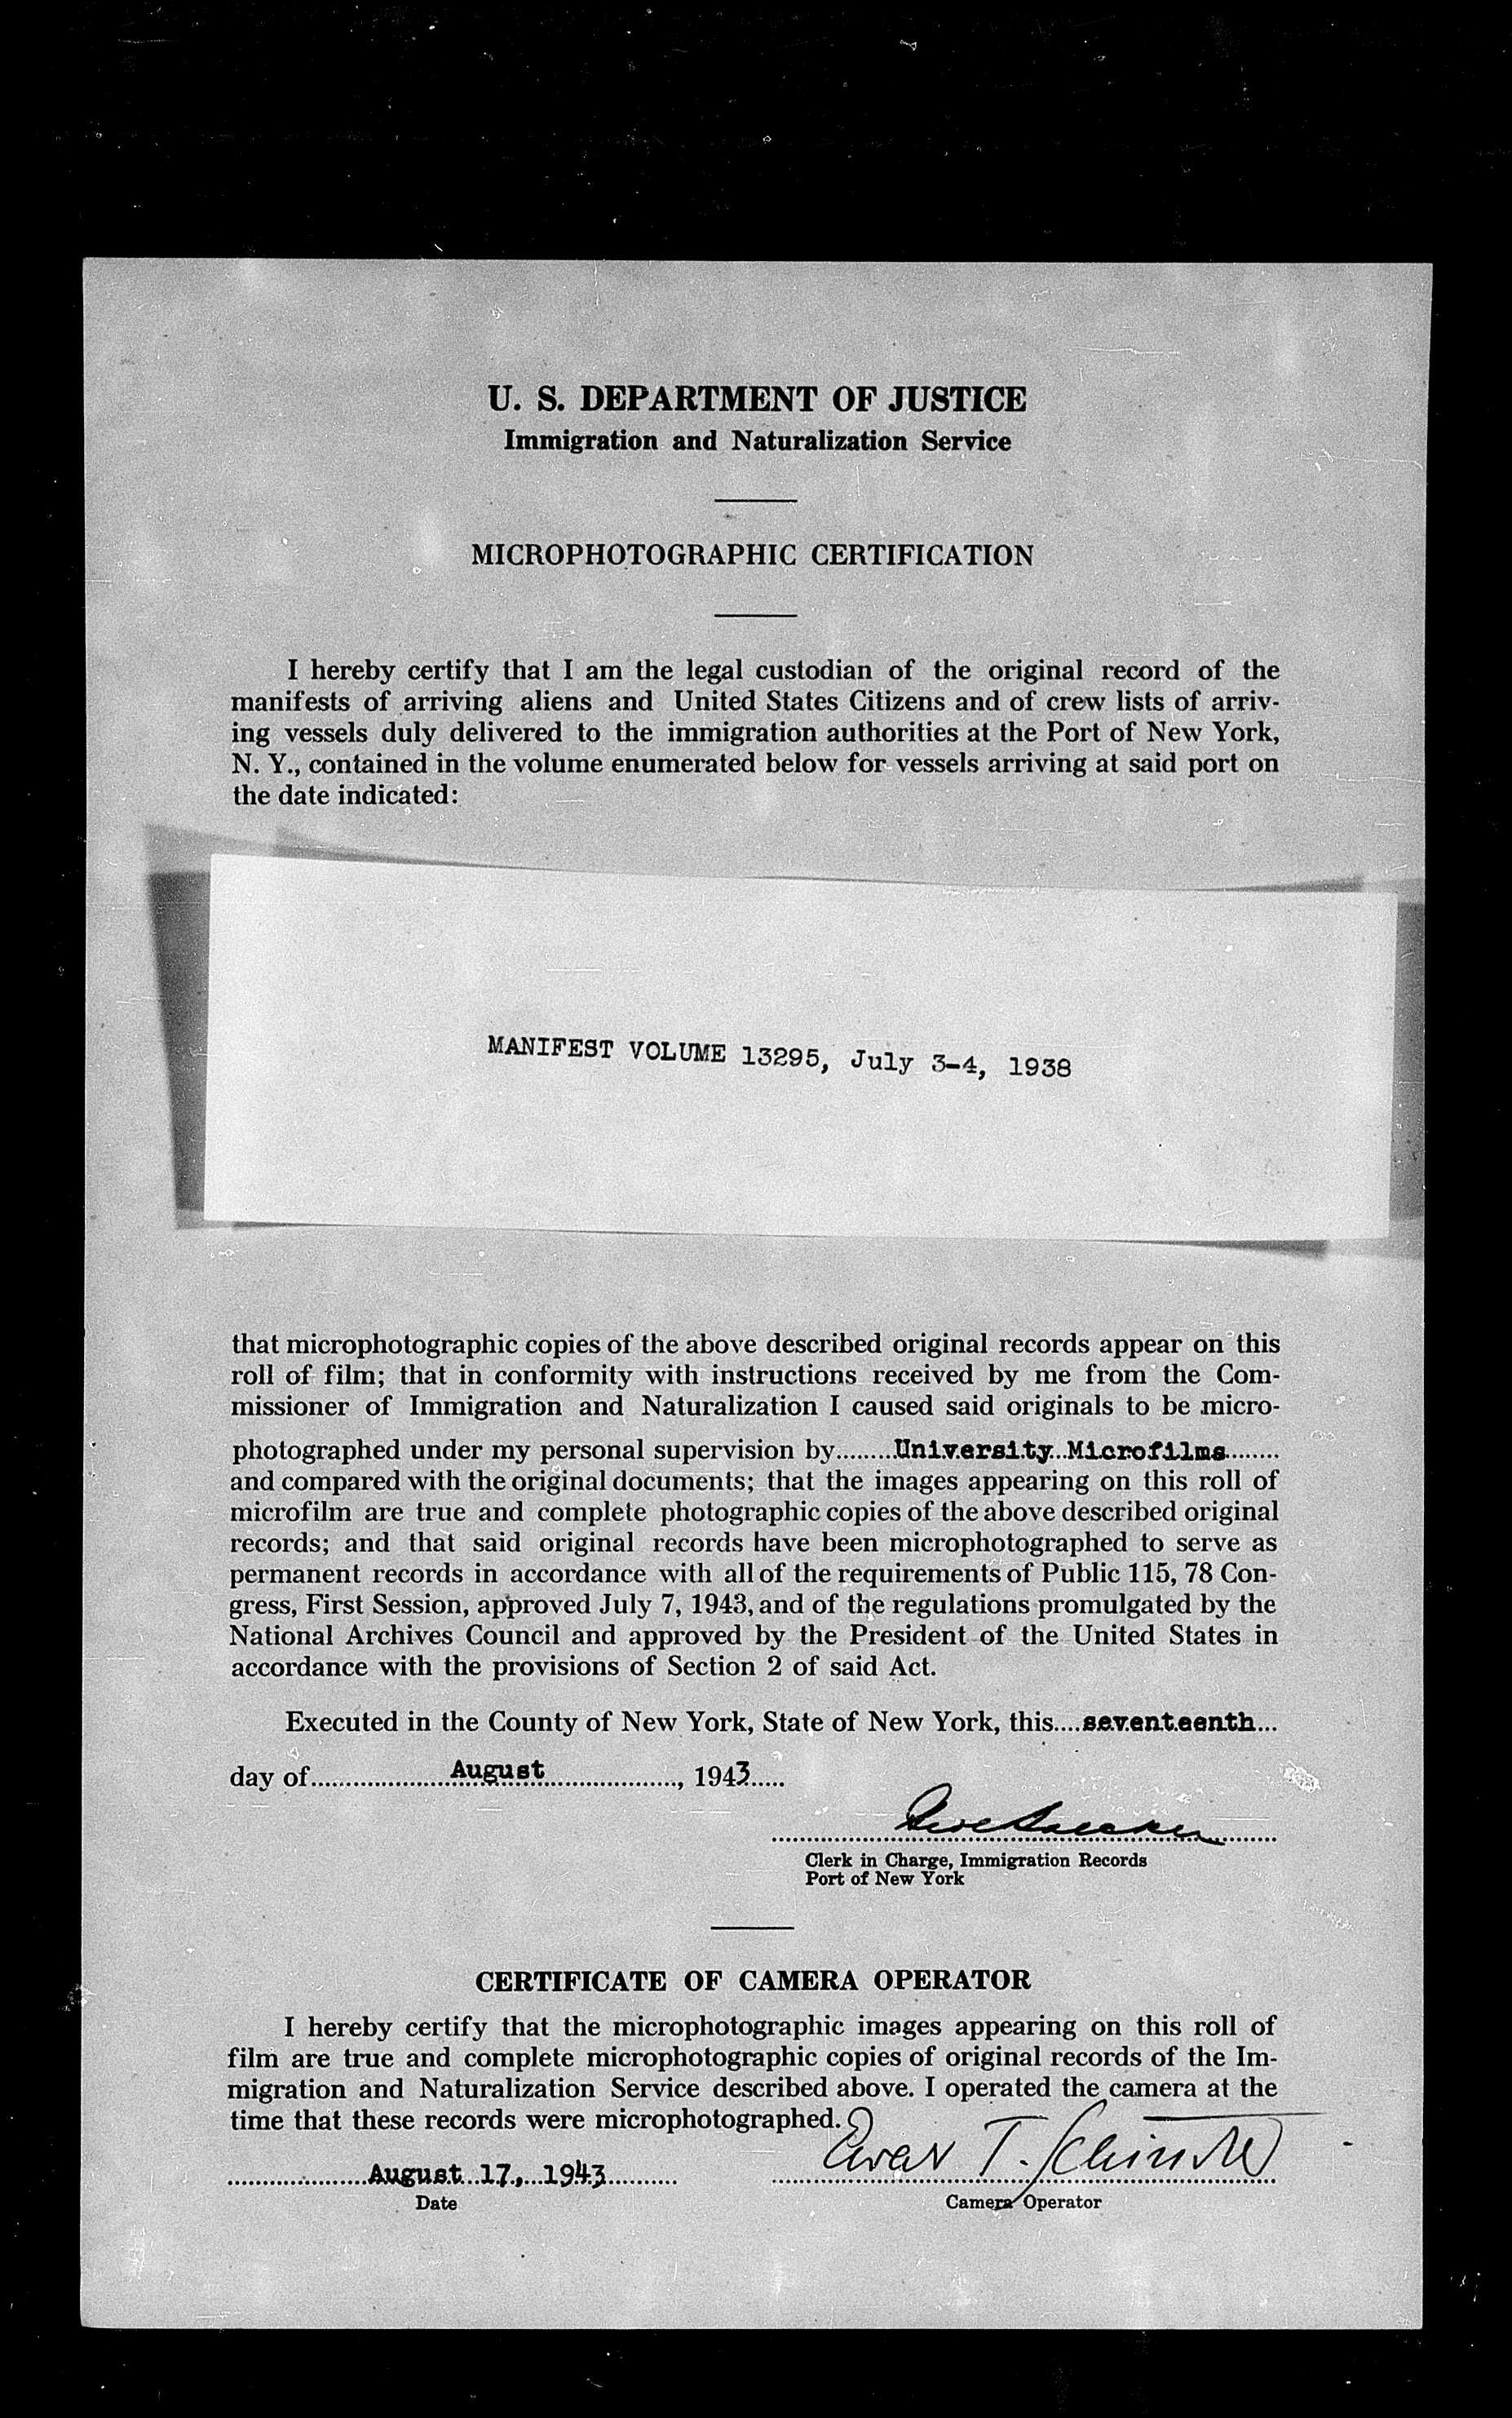 U. S. DEPARTMENT OF JUSTICE
Immigration and Naturalization Service
MICROPHOTOGRAPHIC CERTIFICATION
I hereby certify that I am the legal custodian of the original record of the
manifests of arriving aliens and United States Citizens and of crew lists of arriv-
ing vessels duly delivered to the immigration authorities at the Port of New York,
N. Y., contained in the volume enumerated below for vessels arriving at said port on
the date indicated:
MANIFEST VOLUME 13295, July 3-4, 1938
that microphotographic copies of the above described original records appear on this
roll of film; that in conformity with instructions received by me from the Com-
missioner of Immigration and Naturalization I caused said originals to be micro-
photographed under my personal supervision by........University Microfilms........
and compared with the original documents; that the images appearing on this roll of
microfilm are true and complete photographic copies of the above described original
records; and that said original records have been microphotographed to serve as
permanent records in accordance with all of the requirements of Public 115, 78 Con-
gress, First Session, approved July 7, 1943, and of the regulations promulgated by the
National Archives Council and approved by the President of the United States in
accordance with the provisions of Section 2 of said Act.
Executed in the County of New York, State of New York, this....seventeenth...
day of.....................August...................., 1943.....
Clerk in Charge, Immigration Records
Port of New York
CERTIFICATE OF CAMERA OPERATOR
I hereby certify that the microphotographic images appearing on this roll of
film are true and complete microphotographic copies of original records of the Im-
migration and Naturalization Service described above. I operated the camera at the
time that these records were microphotographed.
T.
.....................August 17, 1943..........
Date
Camera Operator